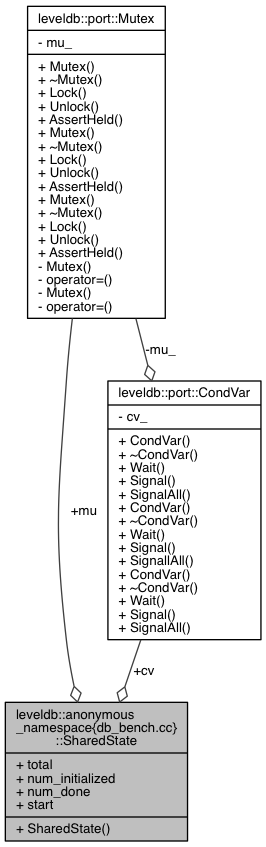 leveldb::port::Mutex
- mu_
+ Mutex()
+ ~Mutex()
+ Lock()
+ Unlock()
+ AssertHeld()
+ Mutex()
+ ~Mutex()
+ Lock()
+ Unlock()
+ AssertHeld()
+ Mutex()
+ ~Mutex()
+ Lock()
+ Unlock()
+ AssertHeld()
- Mutex()
- operator=()
- Mutex()
- operator=()
-mu_
leveldb::port::CondVar
- cv_
+ CondVar()
+ ~CondVar()
+ Wait()
+ Signal()
+ SignalAll()
+ CondVar()
+ ~CondVar()
+ Wait()
+ Signal()
+ SignallAll()
+ CondVar()
+ ~CondVar()
+ Wait()
+ Signal()
+ SignalAll()
+mu
+cv
leveldb::anonymous
_namespace{db_bench.cc}
::SharedState
+ total
+ num_initialized
+ num_done
+ start
+ SharedState()